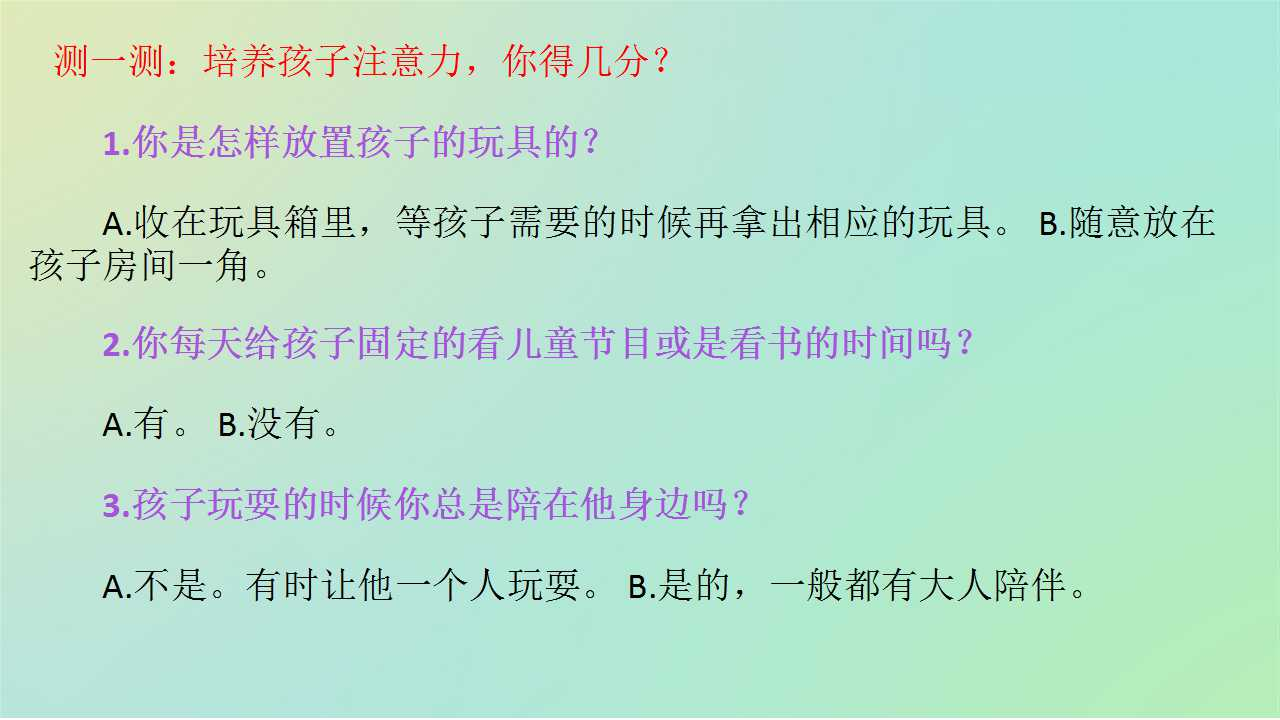 测一测：培养孩子注意力，你得几分？
1.你是怎样放置孩子的玩具的？
A.收在玩具箱里，等孩子需要的时候再拿出相应的玩具。 B.随意放在
孩子房间一角。
2.你每天给孩子固定的看儿童节目或是看书的时间吗？
A.有。 B.没有。
3.孩子玩耍的时候你总是陪在他身边吗？
A.不是。有时让他一个人玩耍。 B.是的，一般都有大人陪伴。